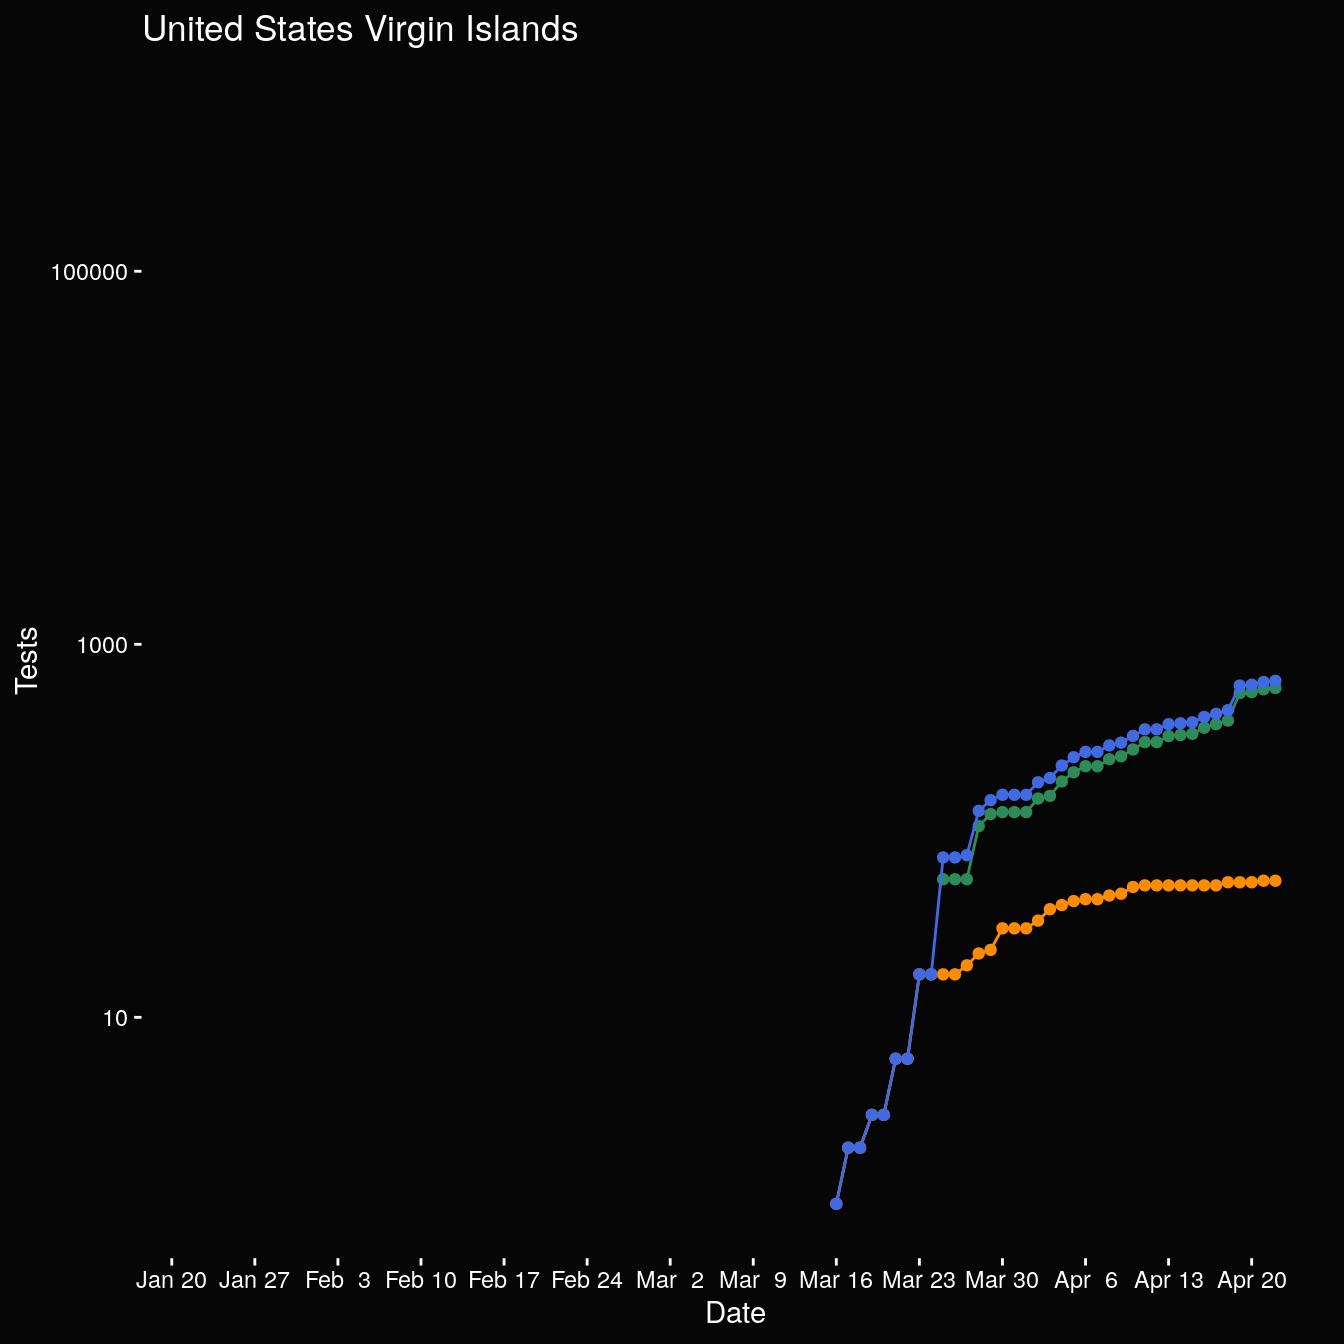 United States Virgin Islands
100000
1000
10
Tests
Jan 20 Jan 27 Feb 3 Feb 10 Feb 17 Feb 24 Mar 2 Mar 9 Mar 16 Mar 23 Mar 30 Apr 6 Apr 13 Apr 20
Date